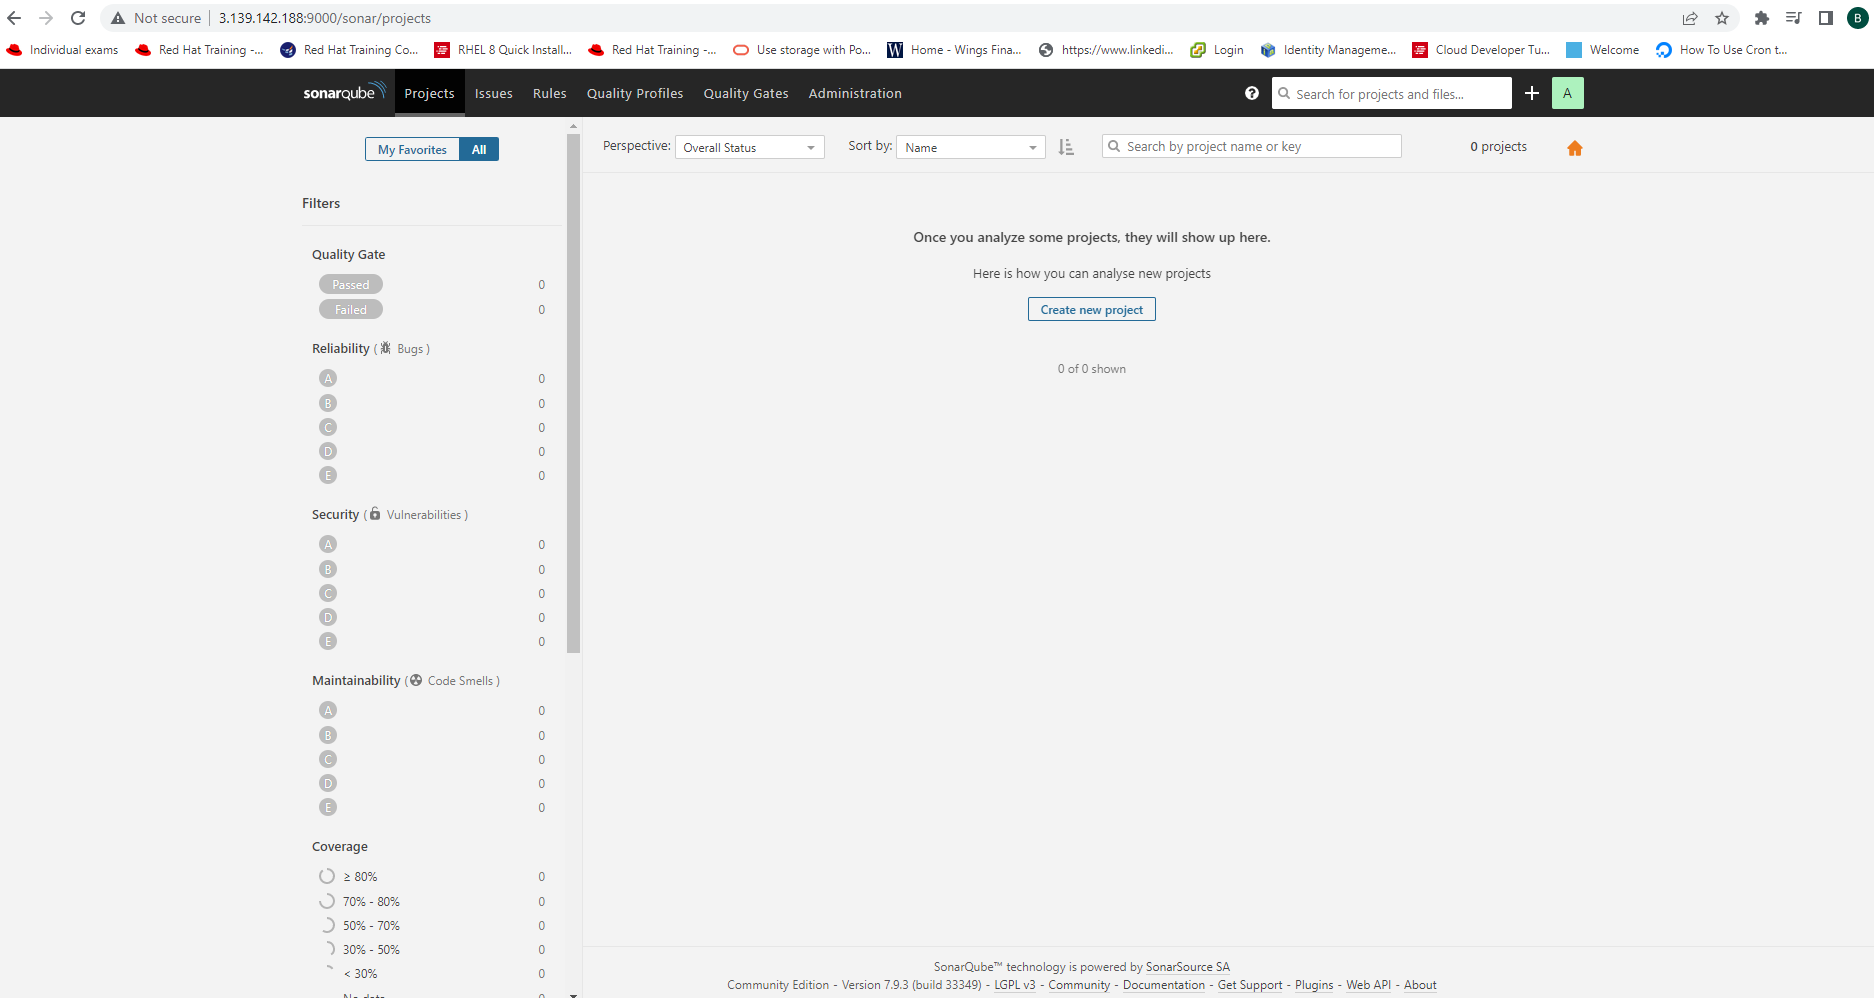 Not secure 3.139.142.188:9000/sonar/projects B
Individual exams Red Hat Training -... Red Hat Training Co... RHEL 8 Quick Install... Red Hat Training -... Use storage with Po... W Home - Wings Fina... https://www.linkedi... Login Identity Manageme... Cloud Developer Tu... Welcome How To Use Cron t...
sonarqube Projects Issues Rules Quality Profiles Quality Gates Administration ? Search for projects and files... + A
My Favorites All Perspective: Overall Status Sort by: Name Search by project name or key 0 projects
Filters
Once you analyze some projects, they will show up here.
Here is how you can analyse new projects
Create new project
0 of 0 shown
Quality Gate
Passed 0
Failed 0
Reliability ( Bugs )
A 0
B 0
C 0
D 0
E 0
Security ( Vulnerabilities )
A 0
B 0
C 0
D 0
E 0
Maintainability ( Code Smells )
A 0
B 0
C 0
D 0
E 0
Coverage
≥ 80% 0
70% - 80% 0
50% - 70% 0
30% - 50% 0
< 30% 0
No data 0
SonarQube™ technology is powered by SonarSource SA
Community Edition - Version 7.9.3 (build 33349) - LGPL v3 - Community - Documentation - Get Support - Plugins - Web API - About